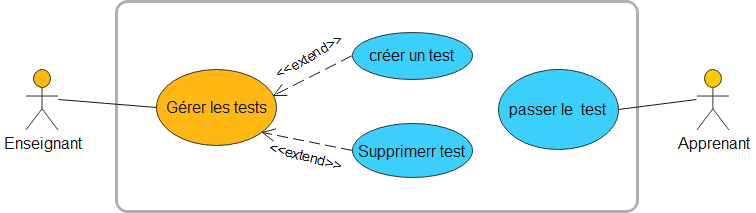 <<extend>>
créer un test
Gérer les tests
passer le  test
Enseignant
Apprenant
<<extend>>
Supprimerr test